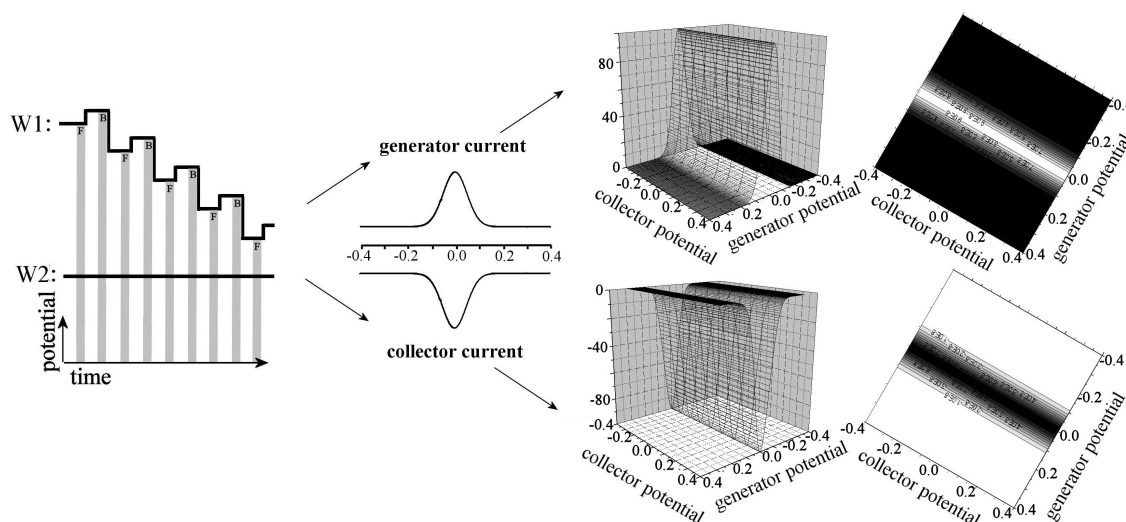 W1:
F
B
F
B
F
B
F
B
F
W2:
potential
time
generator current
-0.4
-0.2
0.0
0.2
0.4
collector current
80
40
0
-0.2
0.0
0.2
0.4
collector potential
0.4
0.2
0.0
-0.2
-0.4
generator potential
-0.4
-0.2
0.0
0.2
0.4
collector potential
-0.4
-0.2
0.0
0.2
0.4
generator potential
0
-40
-80
-0.4
-0.2
0.0
0.2
0.4
collector potential
0.4
0.2
0.0
-0.2
-0.4
generator potential
-0.4
-0.2
0.0
0.2
0.4
collector potential
-0.4
-0.2
0.0
0.2
0.4
generator potential